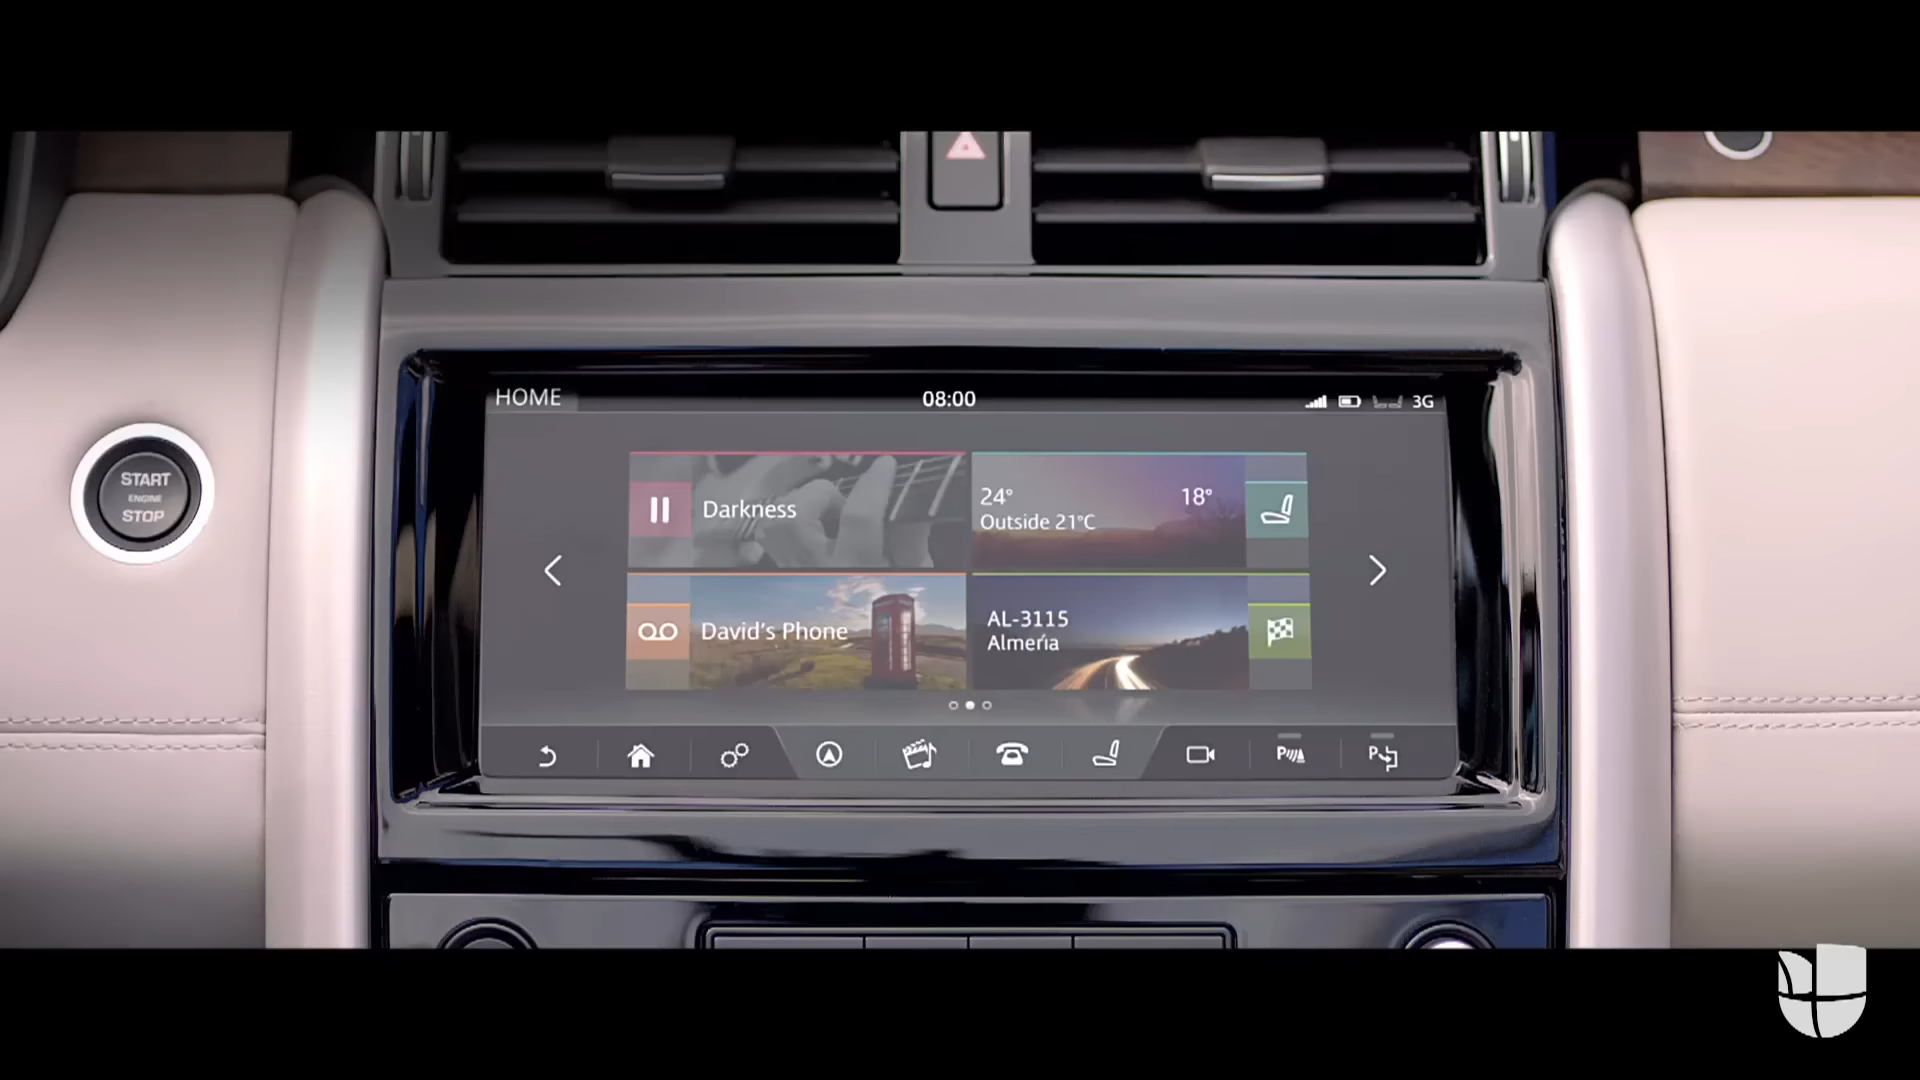 START
ENGINE
STOP
HOME
08:00
3G
Darkness
24°
18°
Outside 21°C
David's Phone
AL-3115
Almería
P
P